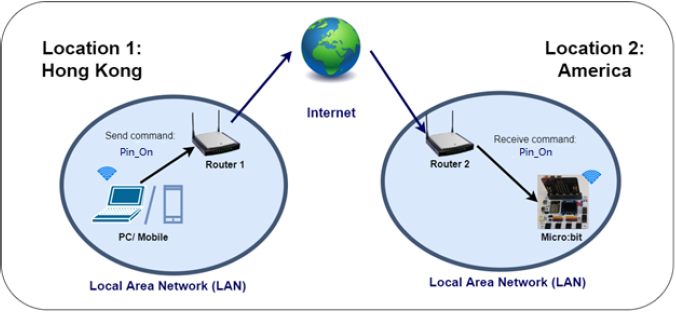 Location 1:
Hong Kong
Location 2:
America
Internet
Send command:
Pin_On
Router 1
PC/ Mobile
Local Area Network (LAN)
Receive command:
Pin_On
Router 2
Micro:bit
Local Area Network (LAN)